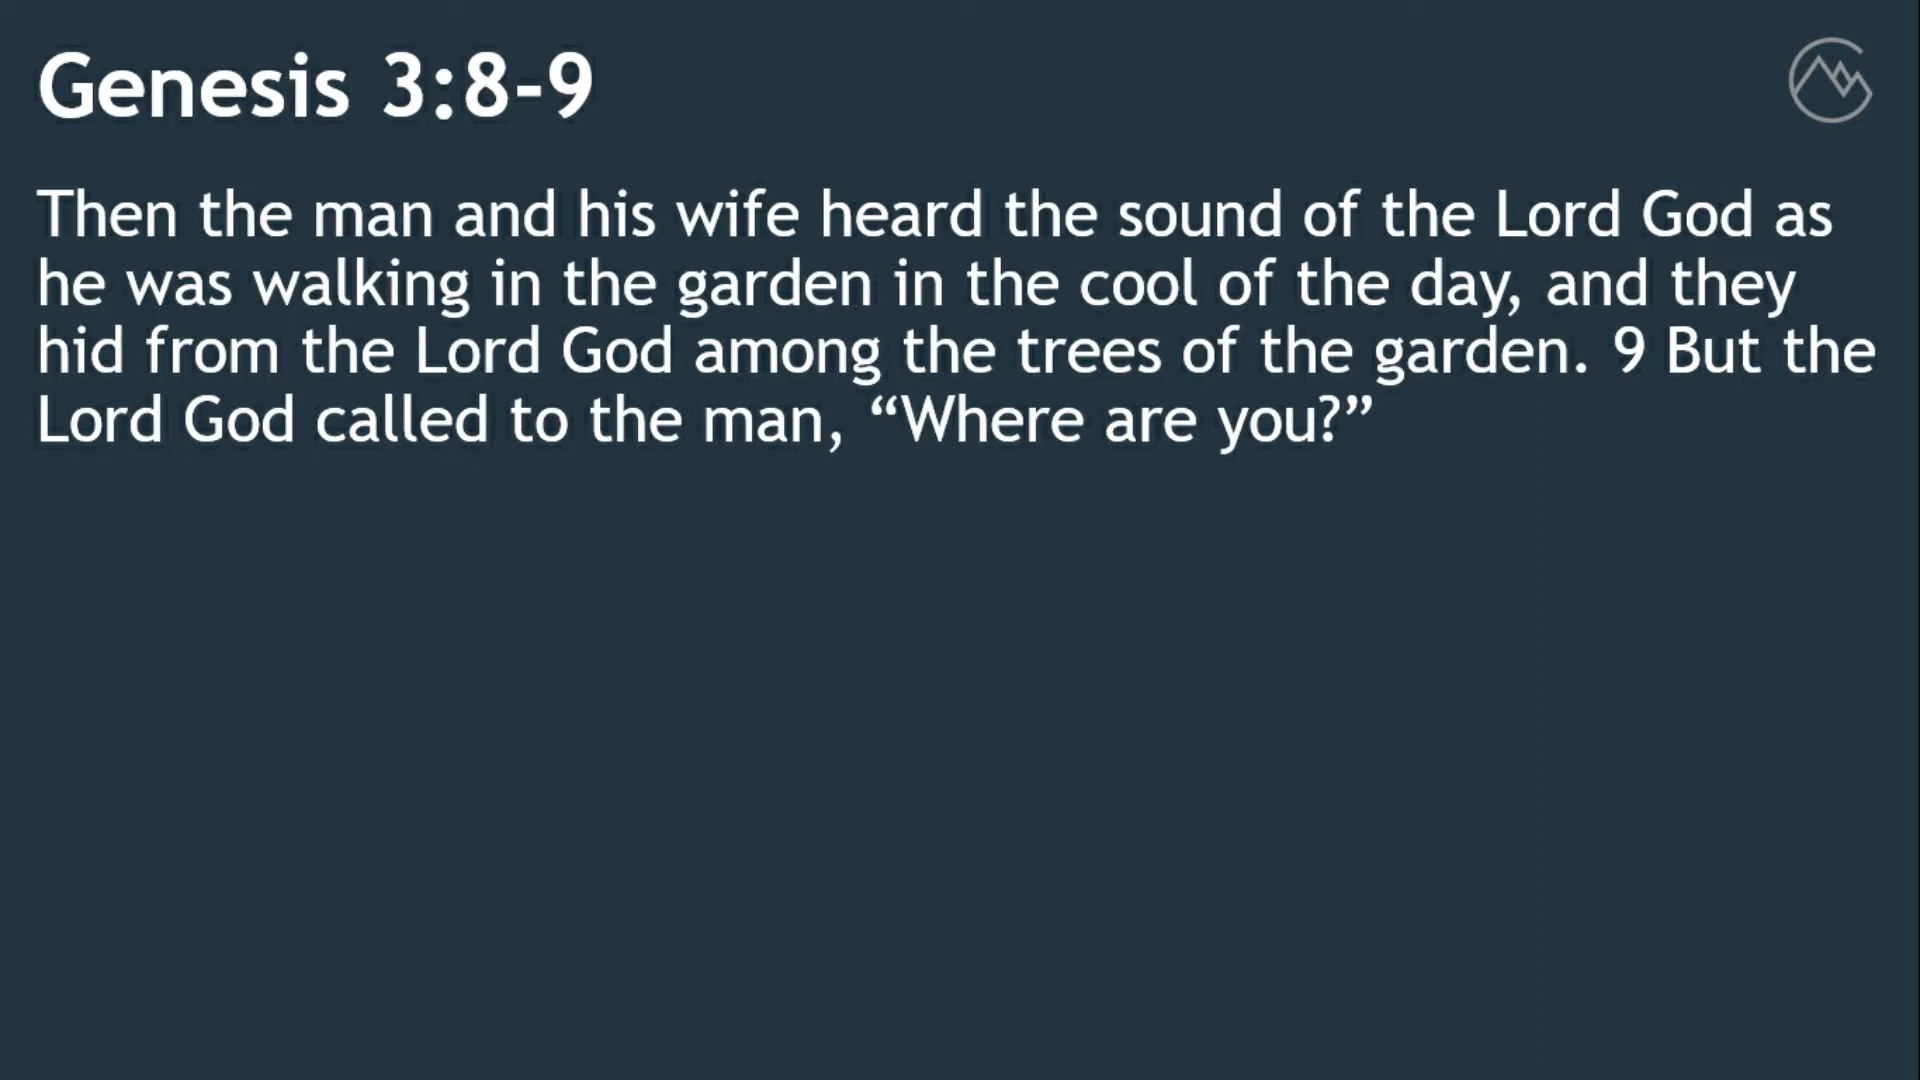 Genesis 3:8-9
Then the man and his wife heard the sound of the Lord God as
he was walking in the garden in the cool of the day, and they
hid from the Lord God among the trees of the garden. 9 But the
Lord God called to the man, “Where are you?”